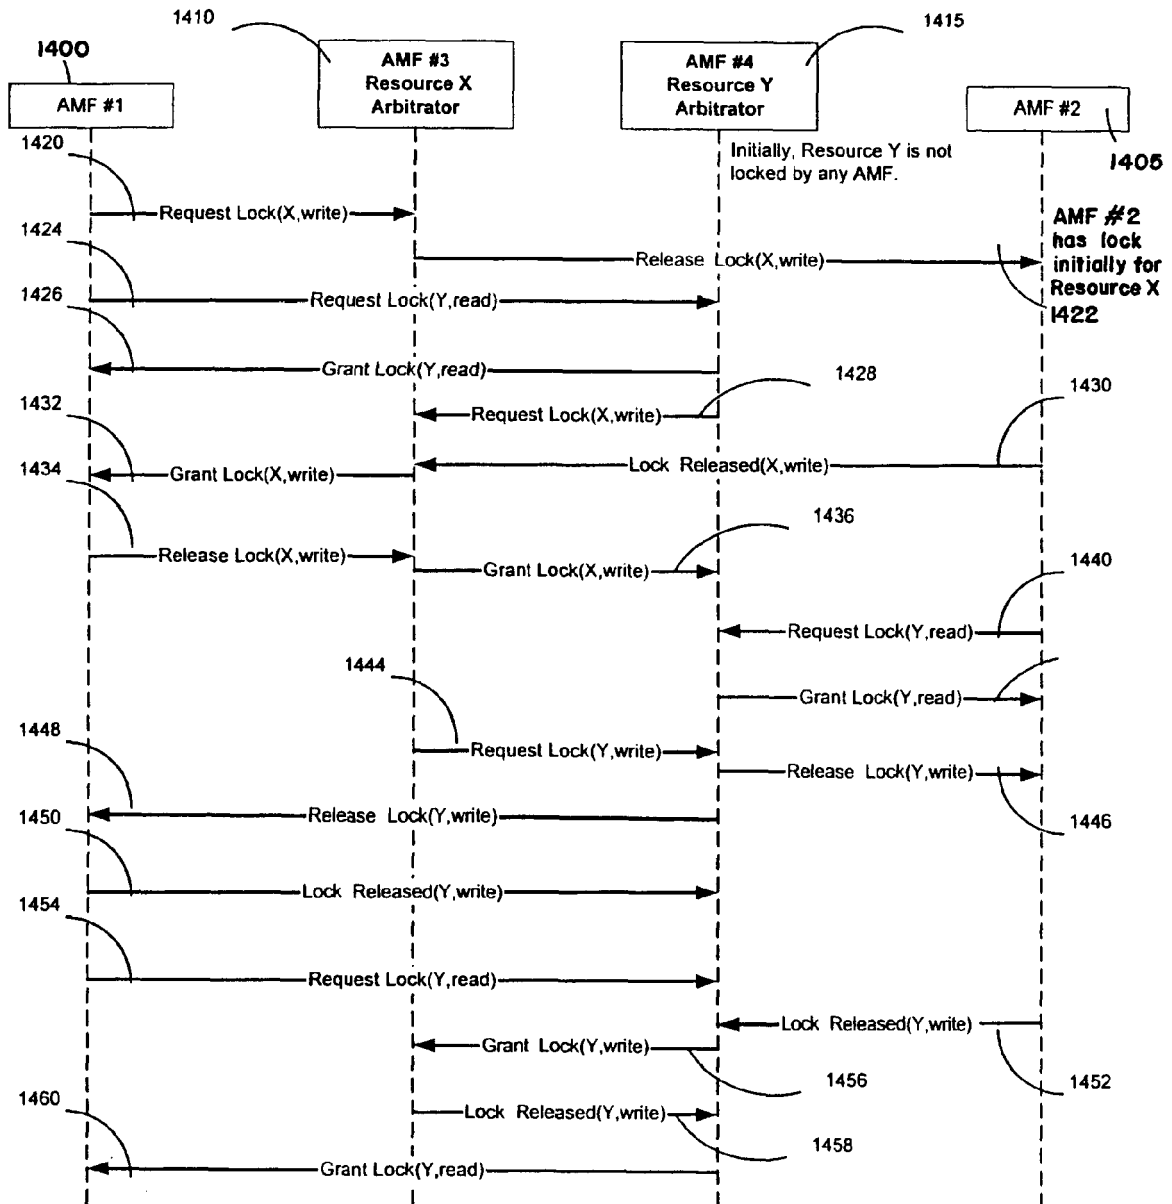 1410
1415
1400
AMF #1
AMF #3
Resource X
Arbitrator
AMF #4
Resource Y
Arbitrator
AMF #2
1405
1420
Initially, Resource Y is not
locked by any AMF.
Request Lock(X,write)
AMF #2
has lock
initially for
Resource X
1422
1424
Release Lock(X,write)
1426
Request Lock(Y,read)
Grant Lock(Y,read)
1428
1430
1432
Request Lock(X,write)
1434
Grant Lock(X,write)
Lock Released(X,write)
1436
Release Lock(X,write)
Grant Lock(X,write)
1440
Request Lock(Y,read)
1444
Grant Lock(Y,read)
1448
Request Lock(Y,write)
Release Lock(Y,write)
1446
1450
Release Lock(Y,write)
Lock Released(Y,write)
1454
Request Lock(Y,read)
Lock Released(Y,write)
1452
Grant Lock(Y,write)
1456
1460
Lock Released(Y,write)
1458
Grant Lock(Y,read)